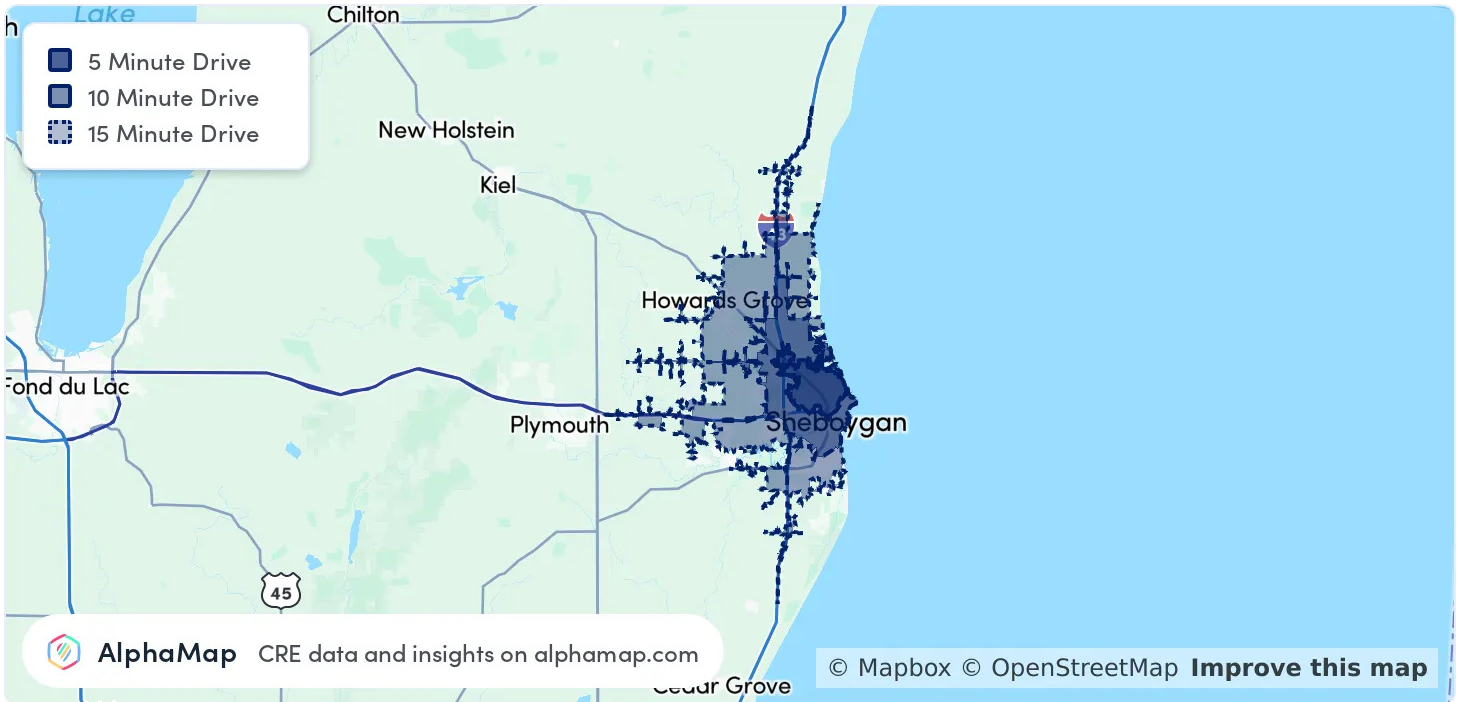 Lake
Chilton
h
5 Minute Drive
10 Minute Drive
15 Minute Drive
New Holstein
Kiel
43
Howards Grove
Fond du Lac
Plymouth
Sheboygan
45
AlphaMap CRE data and insights on alphamap.com
© Mapbox © OpenStreetMap Improve this map
Cedar Grove